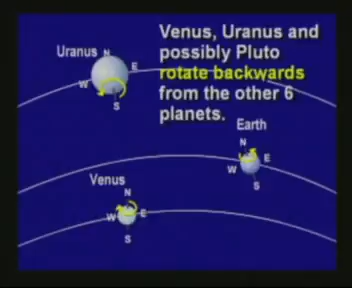 Venus, Uranus and
possibly Pluto
rotate backwards
from the other 6
planets.
Uranus
N
E
W
S
Earth
N
E
W
S
Venus
N
W
E
S